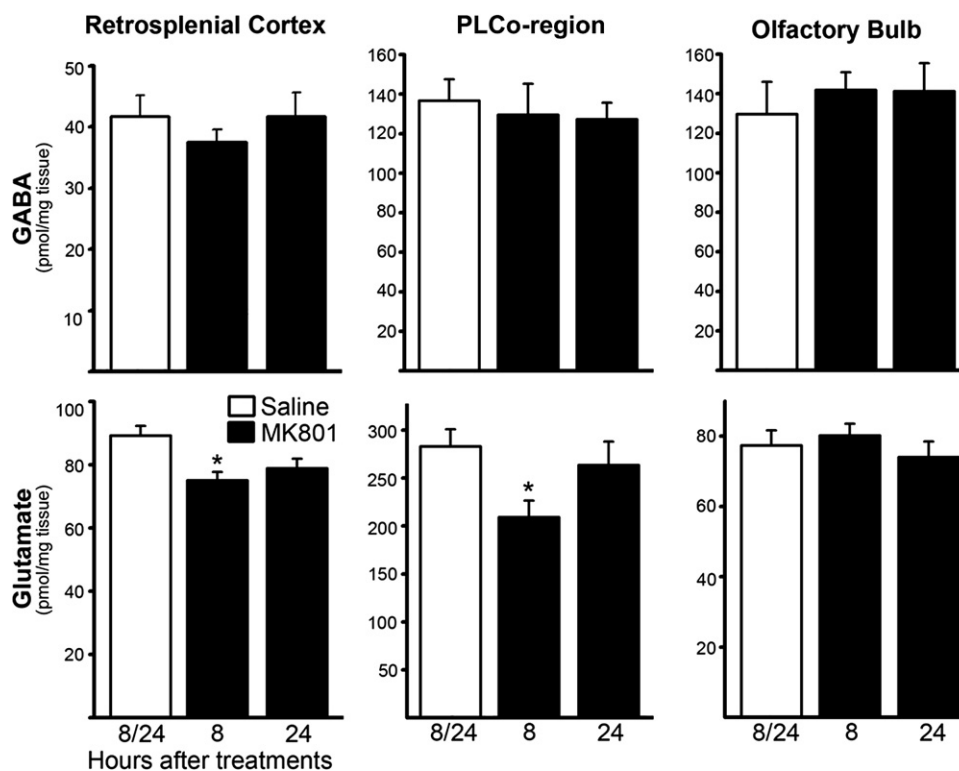 Retrosplenial Cortex
PLCo-region
Olfactory Bulb
GABA
(pmol/mg tissue)
50
40
30
20
10
160
140
120
100
80
60
40
20
160
140
120
100
80
60
40
20
Glutamate
(pmol/mg tissue)
100
80
60
40
20
Saline
MK801
*
300
250
200
150
100
50
*
80
60
40
20
8/24 8 24
8/24 8 24
8/24 8 24
Hours after treatments